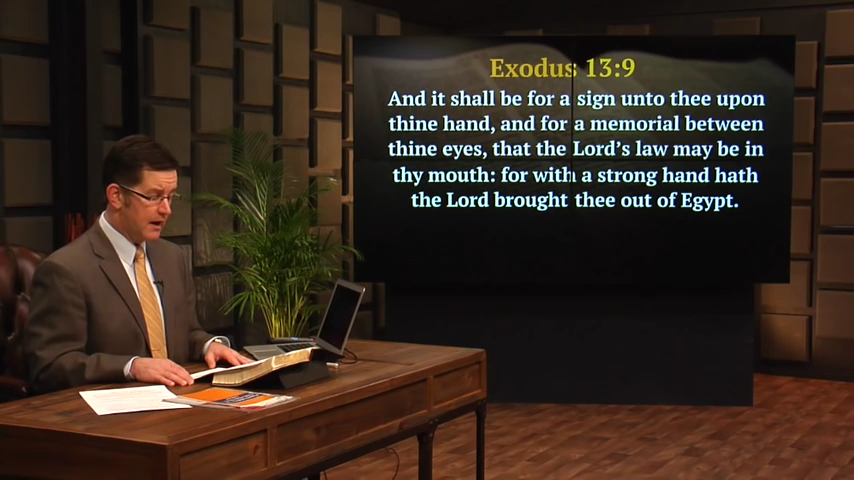 Exodus 13:9
And it shall be for a sign unto thee upon
thine hand, and for a memorial between
thine eyes, that the Lord's law may be in
thy mouth: for with a strong hand hath
the Lord brought thee out of Egypt.